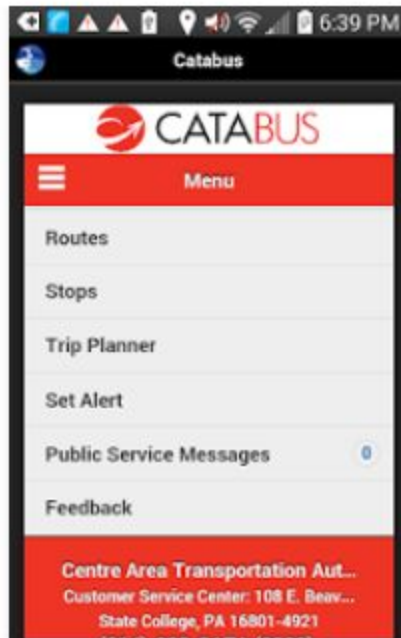 6:39 PM
Catabus
CATABUS
Menu
Routes
Stops
Trip Planner
Set Alert
Public Service Messages 0
Feedback
Centre Area Transportation Aut...
Customer Service Center: 108 E. Beav...
State College, PA 16801-4921